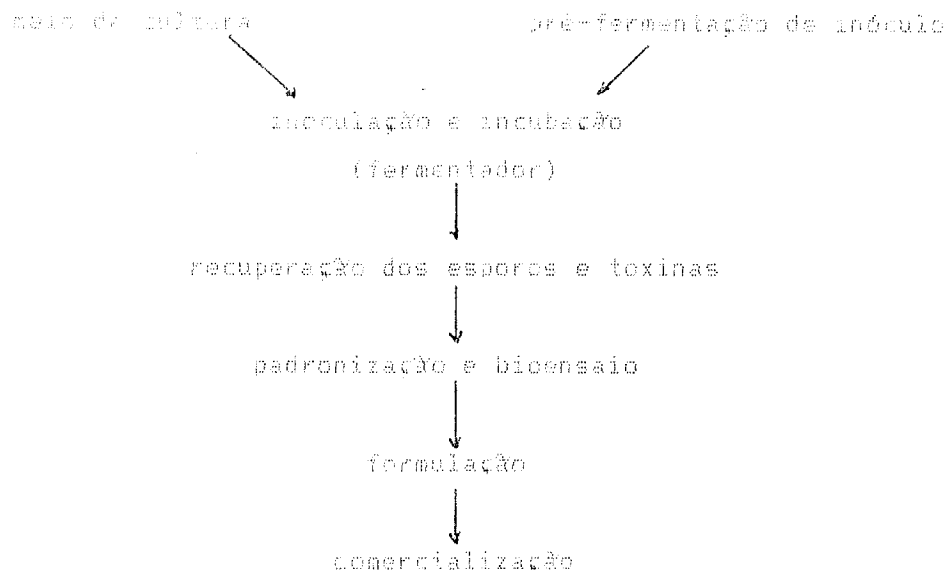 meio de cultura pré-fermentação de inóculo
inoculação e incubação
(fermentador)
recuperação dos esporos e toxinas
padronização e bioensaio
formulação
comercialização